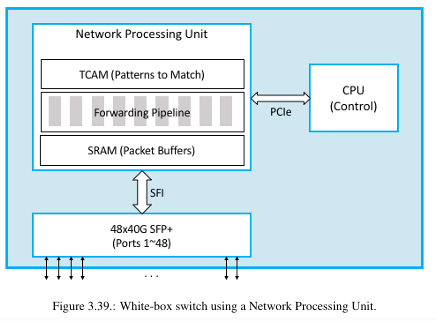 Network Processing Unit
TCAM (Patterns to Match)
Forwarding Pipeline
SRAM (Packet Buffers)
PCIe
CPU
(Control)
SFI
48x40G SFP+
(Ports 1~48)
. . .
Figure 3.39.: White-box switch using a Network Processing Unit.